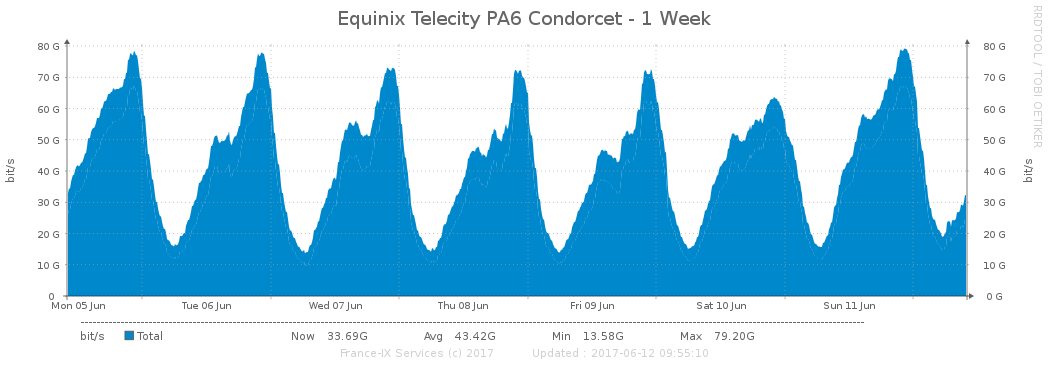 Equinix Telecity PA6 Condorcet - 1 Week
RRDTOOL / TOBI OETIKER
80 G 80 G
70 G 70 G
60 G 60 G
50 G 50 G
40 G 40 G
30 G 30 G
20 G 20 G
10 G 10 G
0 0 G
bit/s
bit/s
Mon 05 Jun Tue 06 Jun Wed 07 Jun Thu 08 Jun Fri 09 Jun Sat 10 Jun Sun 11 Jun
bit/s Total Now 33.69G Avg 43.42G Min 13.58G Max 79.20G
France-IX Services (c) 2017 Updated : 2017-06-12 09:55:10